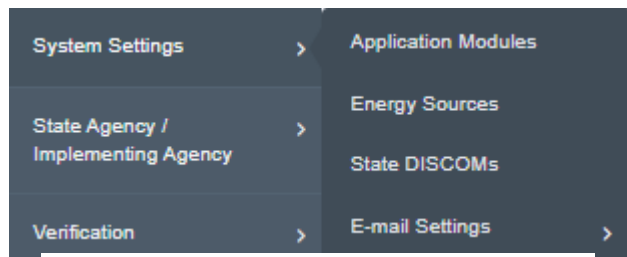 System Settings
State Agency /
Implementing Agency
Verification
Application Modules
Energy Sources
State DISCOMs
E-mail Settings